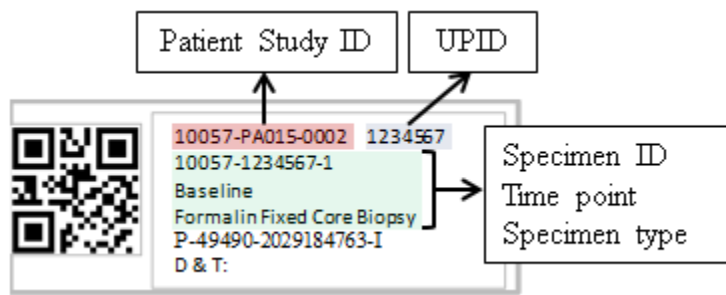 Patient Study ID
UPID
10057-PA015-0002 1234567
10057-1234567-1
Baseline
Formalin Fixed Core Biopsy
P-49490-2029184763-I
D & T:
Specimen ID
Time point
Specimen type